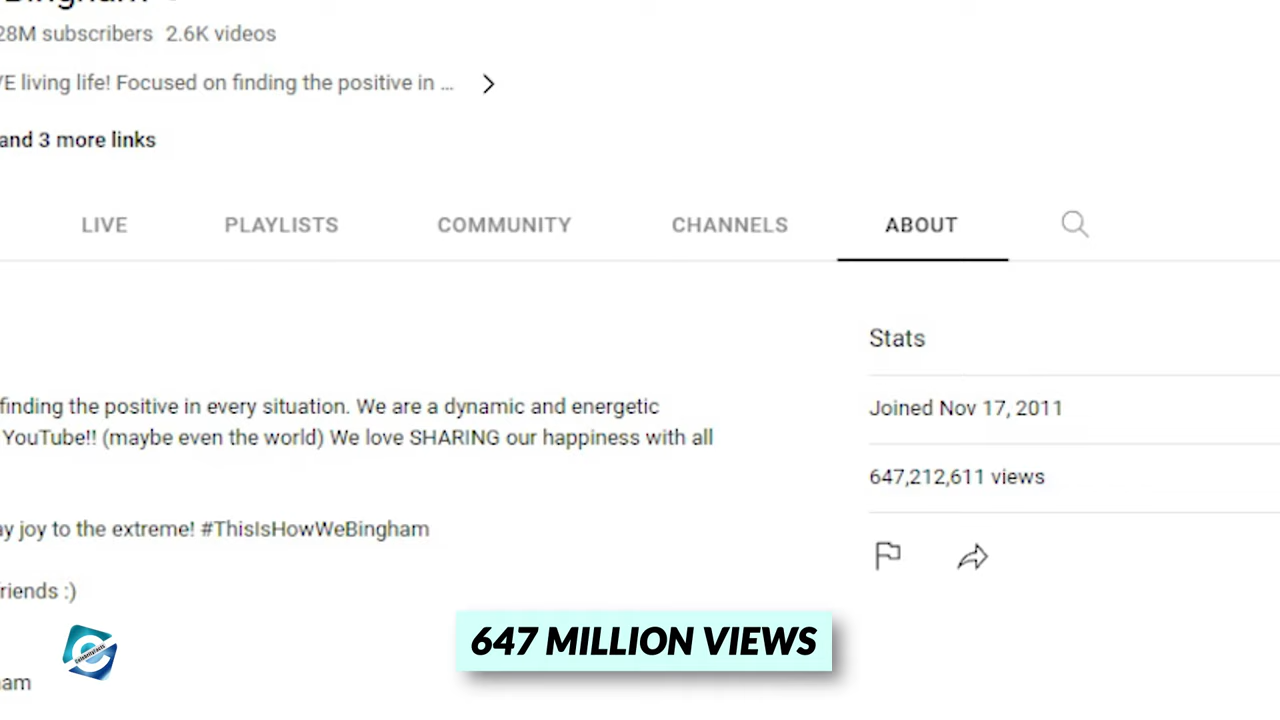 Bingham
28M subscribers 2.6K videos
VE living life! Focused on finding the positive in ...
and 3 more links
LIVE PLAYLISTS COMMUNITY CHANNELS ABOUT
Stats
Joined Nov 17, 2011
647,212,611 views
finding the positive in every situation. We are a dynamic and energetic
YouTube!! (maybe even the world) We love SHARING our happiness with all
ay joy to the extreme! #ThisIsHowWeBingham
riends :)
647 MILLION VIEWS
am